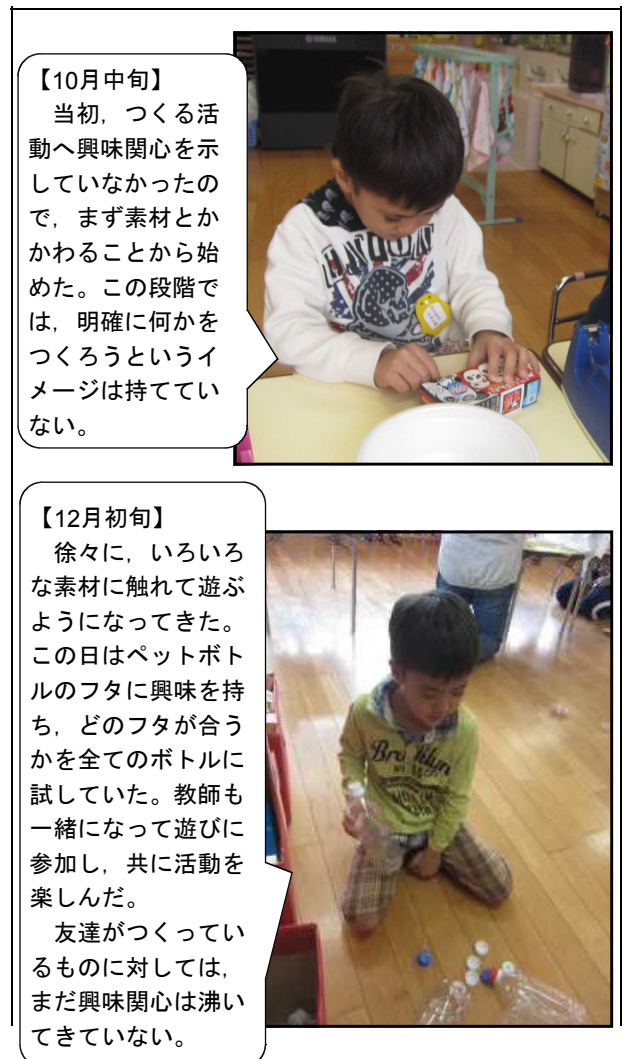 【10月中旬】
　当初，つくる活
動へ興味関心を示
していなかったの
で，まず素材とか
かわることから始
めた。この段階で
は，明確に何かを
つくろうというイ
メージは持ててい
ない。
YAMAHA
【12月初旬】
　徐々に，いろいろ
な素材に触れて遊ぶ
ようになってきた。
この日はペットボト
ルのフタに興味を持
ち，どのフタが合う
かを全てのボトルに
試していた。教師も
一緒になって遊びに
参加し，共に活動を
楽しんだ。
　友達がつくってい
るものに対しては，
まだ興味関心は沸い
てきていない。
Brooklyn